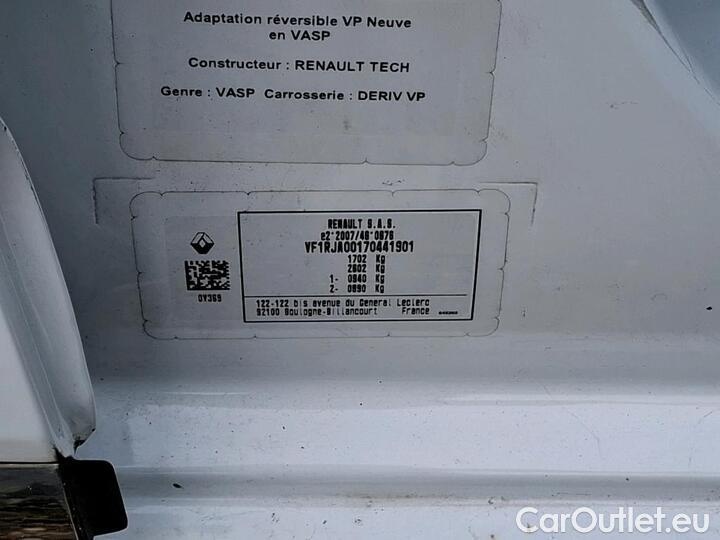 Adaptation réversible VP Neuve
en VASP
Constructeur : RENAULT TECH
Genre : VASP Carrosserie : DERIV VP
RENAULT S.A.S.
e2*2007/46*0676
VF1RJA00170441901
1702 Kg
2602 Kg
1- 0940 Kg
2- 0890 Kg
0Y369
122-122 bis avenue du General Leclerc
92100 Boulogne-Billancourt France
CarOutlet.eu